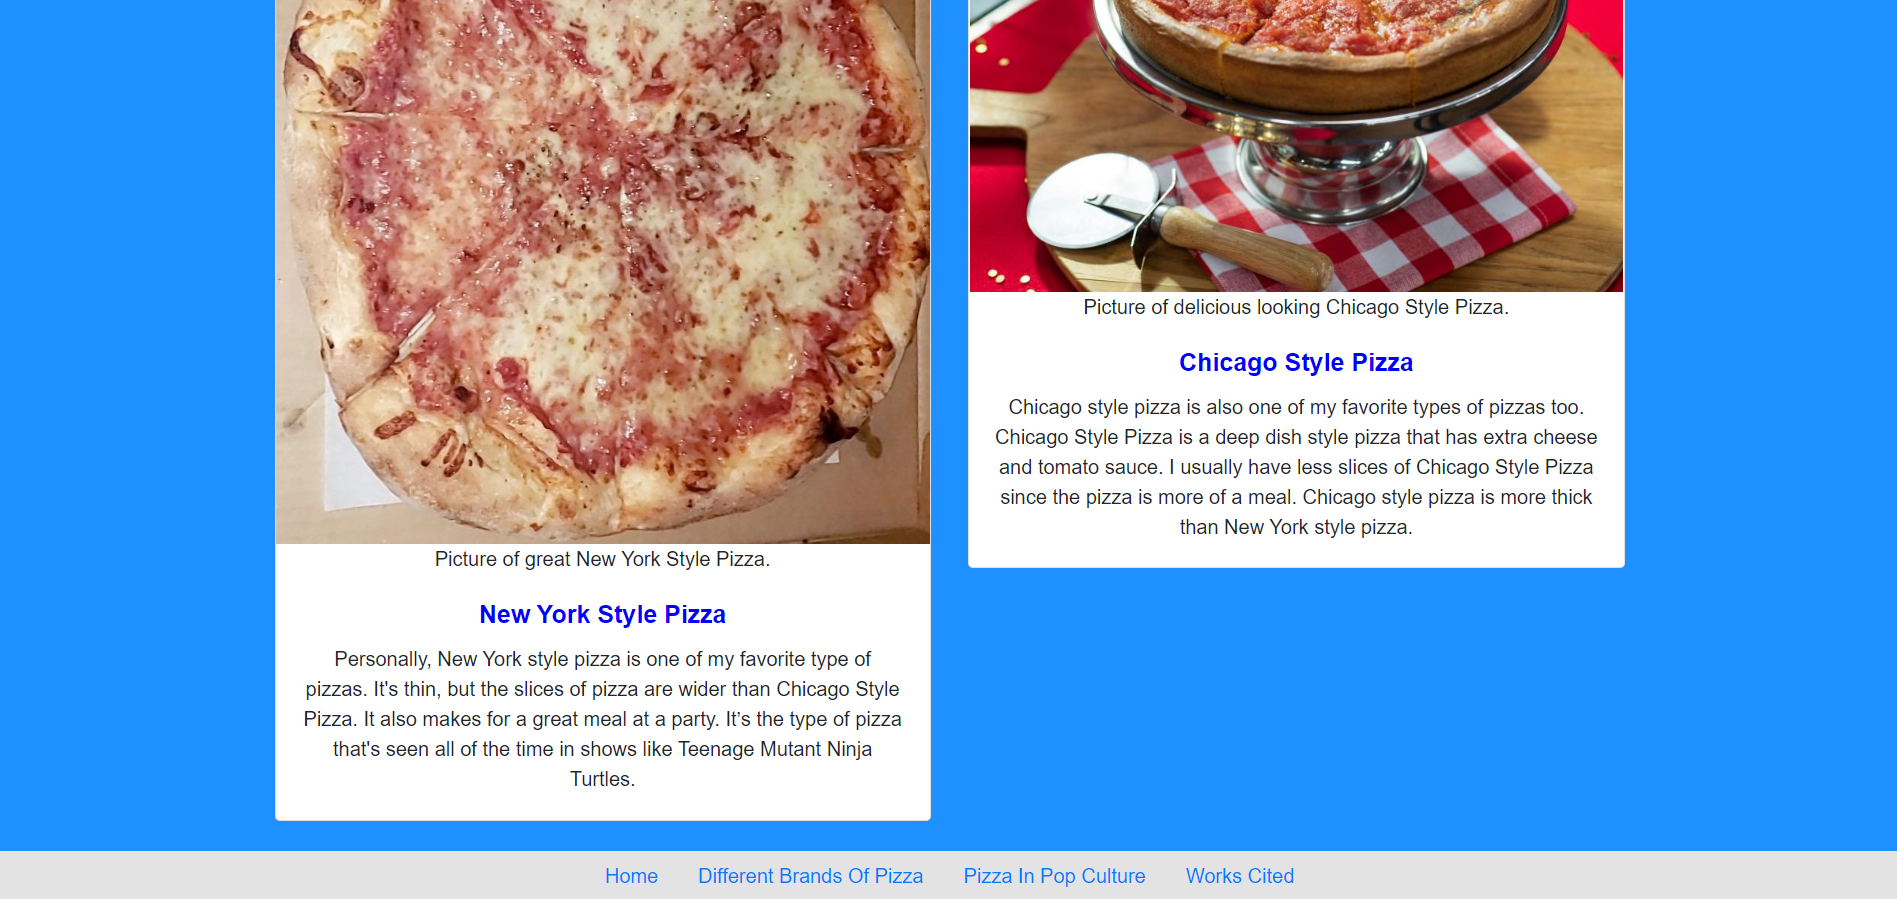 Picture of great New York Style Pizza.
New York Style Pizza
Personally, New York style pizza is one of my favorite type of
pizzas. It's thin, but the slices of pizza are wider than Chicago Style
Pizza. It also makes for a great meal at a party. It’s the type of pizza
that's seen all of the time in shows like Teenage Mutant Ninja
Turtles.
Picture of delicious looking Chicago Style Pizza.
Chicago Style Pizza
Chicago style pizza is also one of my favorite types of pizzas too.
Chicago Style Pizza is a deep dish style pizza that has extra cheese
and tomato sauce. I usually have less slices of Chicago Style Pizza
since the pizza is more of a meal. Chicago style pizza is more thick
than New York style pizza.
Home Different Brands Of Pizza Pizza In Pop Culture Works Cited